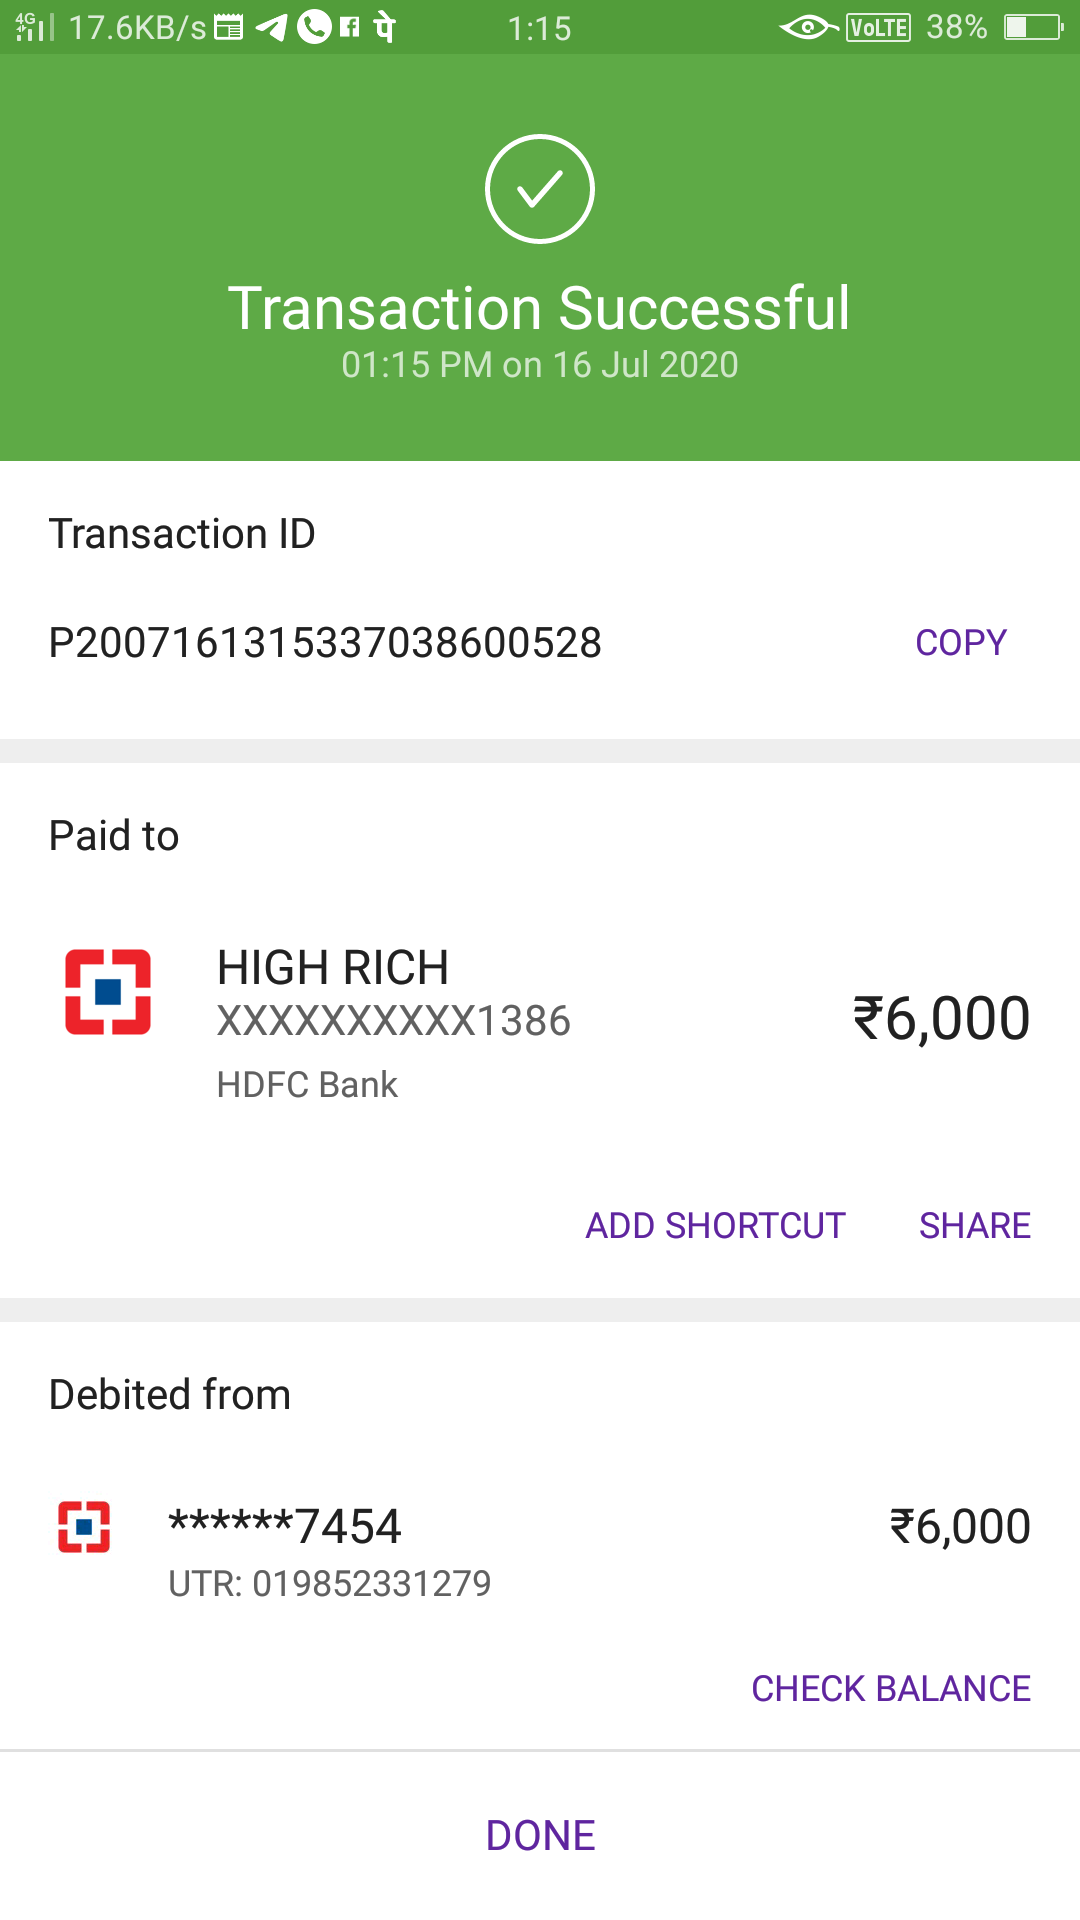 4G 17.6KB/s पे 1:15 VoLTE 38%
Transaction Successful
01:15 PM on 16 Jul 2020
Transaction ID
P2007161315337038600528 COPY
Paid to
HIGH RICH
XXXXXXXXXX1386 ₹6,000
HDFC Bank
ADD SHORTCUT SHARE
Debited from
******7454 ₹6,000
UTR: 019852331279
CHECK BALANCE
DONE